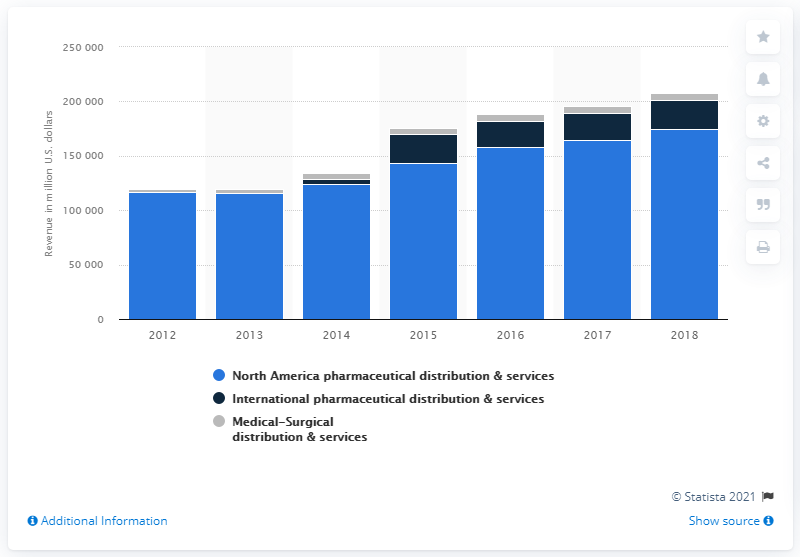 250 000
200 000
150 000
100 000
50 000
0
Revenue in million U.S. dollars
2012 2013 2014 2015 2016 2017 2018
North America pharmaceutical distribution & services
International pharmaceutical distribution & services
Medical-Surgical
distribution & services
© Statista 2021
Additional Information
Show source